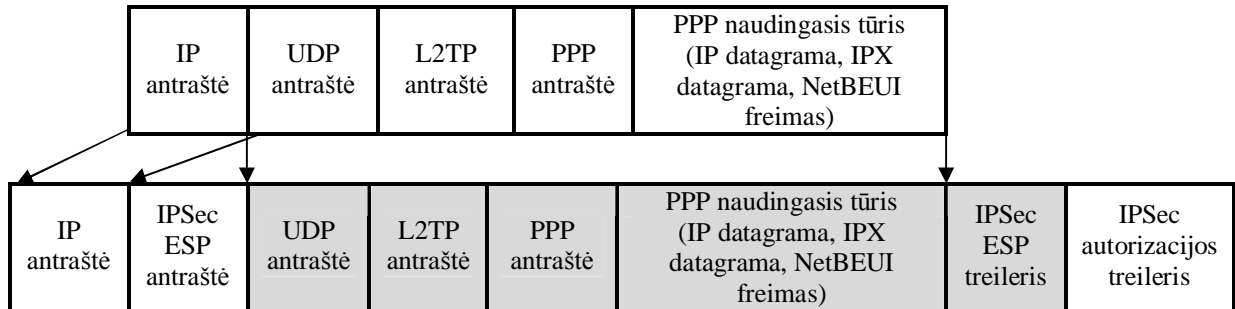 IP
antraštė
UDP
antraštė
L2TP
antraštė
PPP
antraštė
PPP naudingasis tūris
(IP datagrama, IPX
datagrama, NetBEUI
freimas)
IP
antraštė
IPSec
ESP
antraštė
UDP
antraštė
L2TP
antraštė
PPP
antraštė
PPP naudingasis tūris
(IP datagrama, IPX
datagrama, NetBEUI
freimas)
IPSec
ESP
treileris
IPSec
autorizacijos
treileris